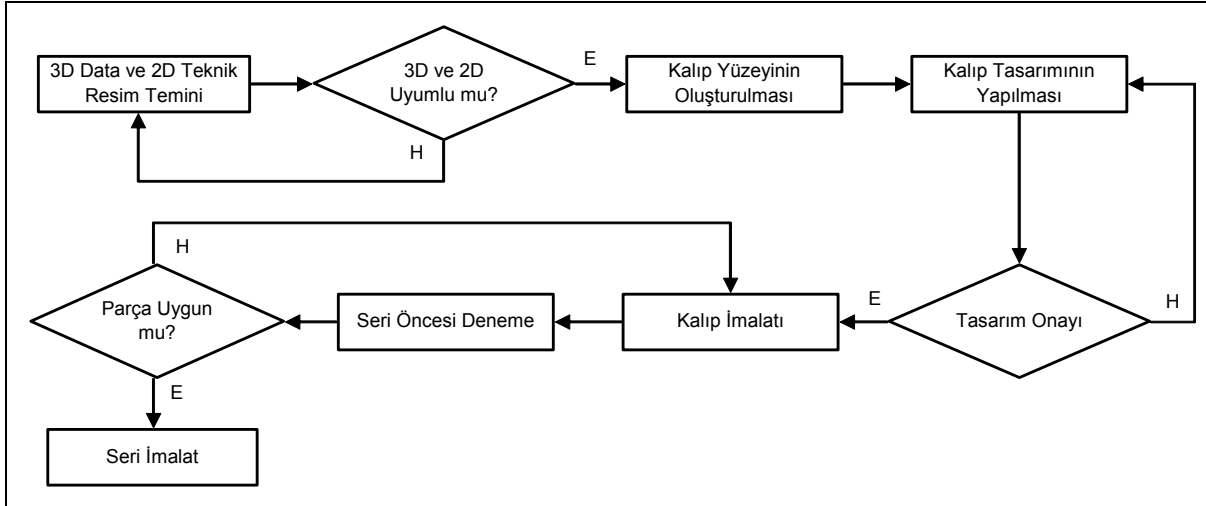 3D Data ve 2D Teknik
Resim Temini
3D ve 2D
Uyumlu mu?
E
H
Kalıp Yüzeyinin
Oluşturulması
Kalıp Tasarımının
Yapılması
Tasarım Onayı
H
E
Kalıp İmalatı
Seri Öncesi Deneme
Parça Uygun
mu?
H
E
Seri İmalat